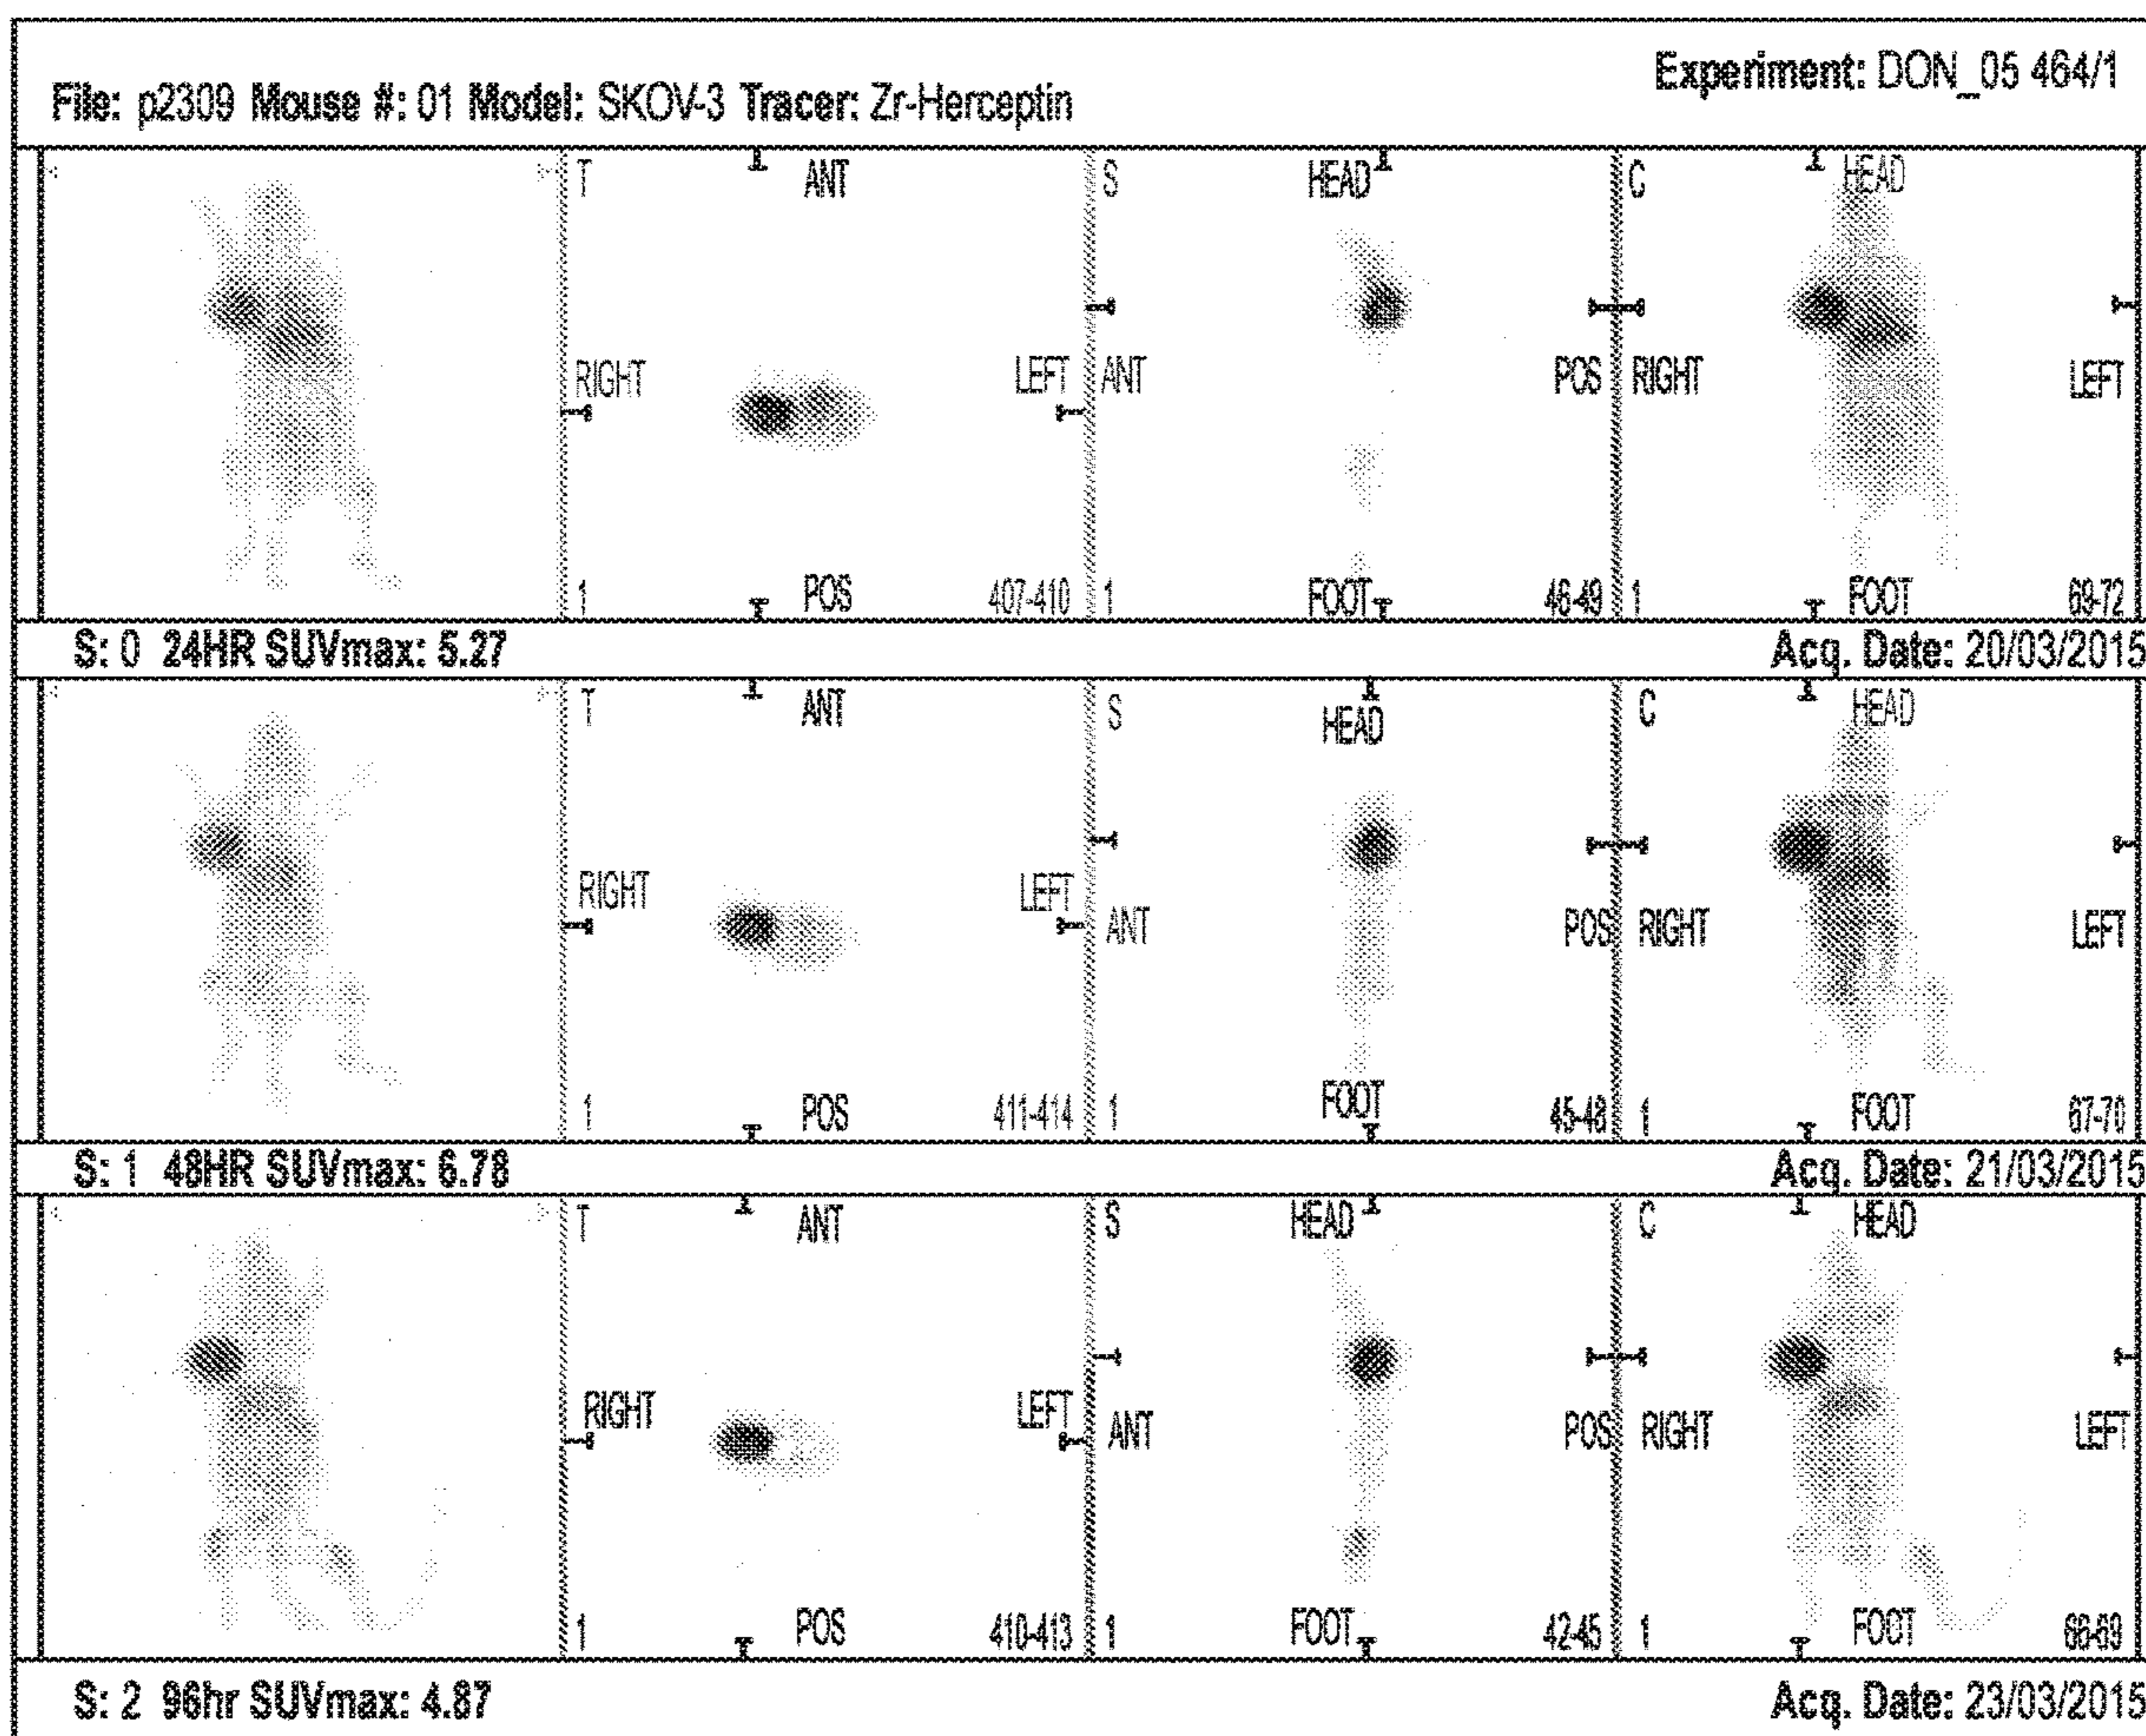 Experiment: DON_05 464/1
File: p2309 Mouse #: 01 Model: SKOV-3 Tracer: Zr-Herceptin
T ANT S HEAD C HEAD
RIGHT LEFT ANT POS RIGHT LEFT
1 POS 407-410 1 FOOT 46-49 1 FOOT 69-72
S: 0 24HR SUVmax: 5.27 Acq. Date: 20/03/2015
T ANT S HEAD C HEAD
RIGHT LEFT ANT POS RIGHT LEFT
1 POS 411-414 1 FOOT 45-48 1 FOOT 67-70
S: 1 48HR SUVmax: 6.78 Acq. Date: 21/03/2015
T ANT S HEAD C HEAD
RIGHT LEFT ANT POS RIGHT LEFT
1 POS 410-413 1 FOOT 42-45 1 FOOT 66-69
S: 2 96hr SUVmax: 4.87 Acq. Date: 23/03/2015